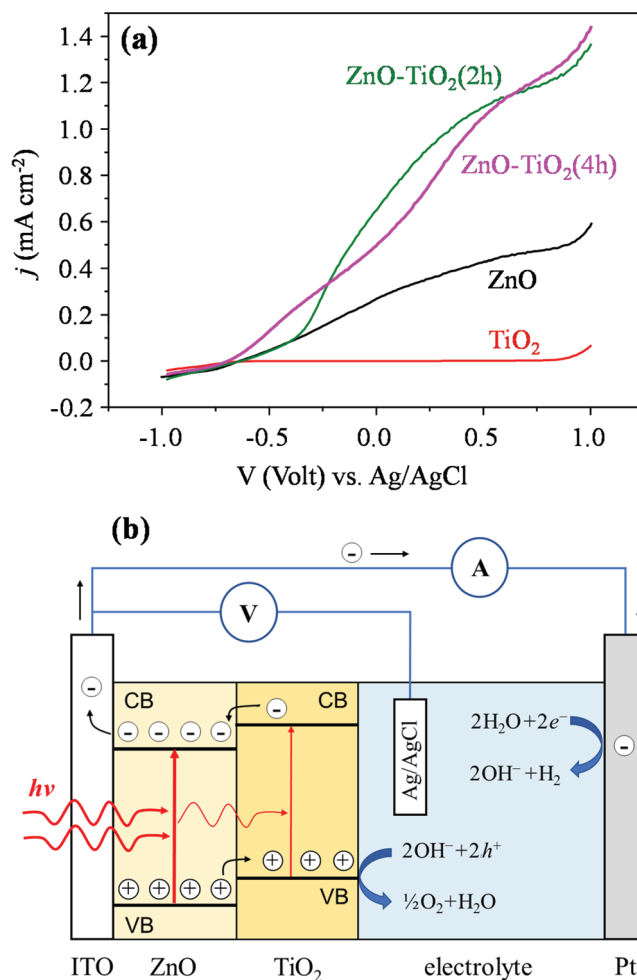 (a)
1.4
1.2
1.0
0.8
0.6
0.4
0.2
0.0
-0.2
j (mA cm⁻²)
ZnO-TiO₂(2h)
ZnO-TiO₂(4h)
ZnO
TiO₂
-1.0 -0.5 0.0 0.5 1.0
V (Volt) vs. Ag/AgCl
(b)
- A
V
CB CB
- - - - - -
Ag/AgCl
2H₂O+2e⁻
-
2OH⁻+H₂
hν
+ + + + + + +
2OH⁻+2h⁺
VB VB
½O₂+H₂O
ITO ZnO TiO₂ electrolyte Pt